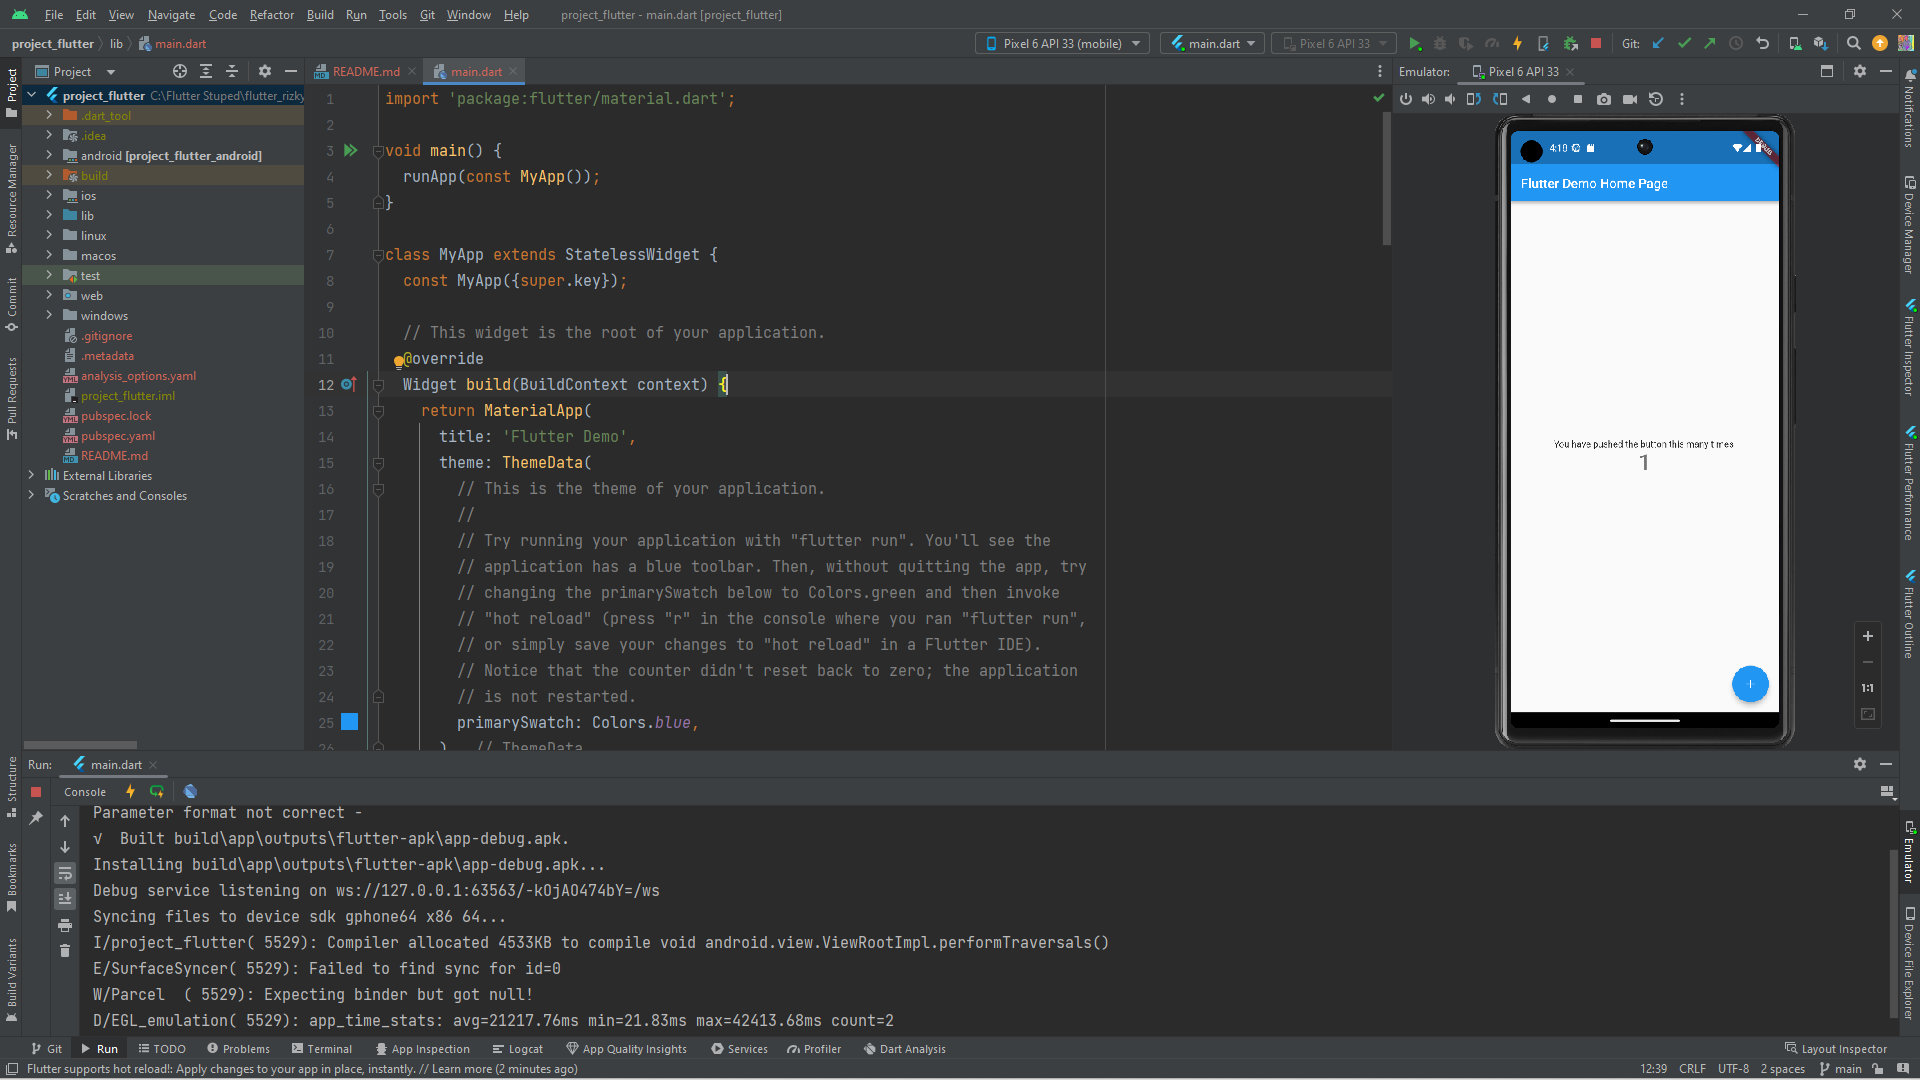 File Edit View Navigate Code Refactor Build Run Tools Git Window Help project_flutter - main.dart [project_flutter]
project_flutter lib main.dart
Pixel 6 API 33 (mobile) main.dart Pixel 6 API 33 Git:
Project
README.md main.dart
Emulator: Pixel 6 API 33
project_flutter C:\Flutter Stuped\flutter_rizky
.dart_tool
.idea
android [project_flutter_android]
build
ios
lib
linux
macos
test
web
windows
.gitignore
.metadata
analysis_options.yaml
project_flutter.iml
pubspec.lock
pubspec.yaml
README.md
External Libraries
Scratches and Consoles
1 import 'package:flutter/material.dart';
2
3 void main() {
4 runApp(const MyApp());
5 }
6
7 class MyApp extends StatelessWidget {
8 const MyApp({super.key});
9
10 // This widget is the root of your application.
11 @override
12 Widget build(BuildContext context) {
13 return MaterialApp(
14 title: 'Flutter Demo',
15 theme: ThemeData(
16 // This is the theme of your application.
17 //
18 // Try running your application with "flutter run". You'll see the
19 // application has a blue toolbar. Then, without quitting the app, try
20 // changing the primarySwatch below to Colors.green and then invoke
21 // "hot reload" (press "r" in the console where you ran "flutter run",
22 // or simply save your changes to "hot reload" in a Flutter IDE).
23 // Notice that the counter didn't reset back to zero; the application
24 // is not restarted.
25 primarySwatch: Colors.blue,
26 ) // ThemeData
4:10
DEBUG
Flutter Demo Home Page
You have pushed the button this many times
1
+
+
−
1:1
Project
Resource Manager
Commit
Pull Requests
Structure
Bookmarks
Build Variants
Notifications
Device Manager
Flutter Inspector
Flutter Performance
Flutter Outline
Emulator
Device File Explorer
Run: main.dart
Console
Parameter format not correct -
√ Built build\app\outputs\flutter-apk\app-debug.apk.
Installing build\app\outputs\flutter-apk\app-debug.apk...
Debug service listening on ws://127.0.0.1:63563/-kOjAO474bY=/ws
Syncing files to device sdk gphone64 x86 64...
I/project_flutter( 5529): Compiler allocated 4533KB to compile void android.view.ViewRootImpl.performTraversals()
E/SurfaceSyncer( 5529): Failed to find sync for id=0
W/Parcel ( 5529): Expecting binder but got null!
D/EGL_emulation( 5529): app_time_stats: avg=21217.76ms min=21.83ms max=42413.68ms count=2
Git Run TODO Problems Terminal App Inspection Logcat App Quality Insights Services Profiler Dart Analysis Layout Inspector
Flutter supports hot reload!: Apply changes to your app in place, instantly. // Learn more (2 minutes ago) 12:39 CRLF UTF-8 2 spaces main